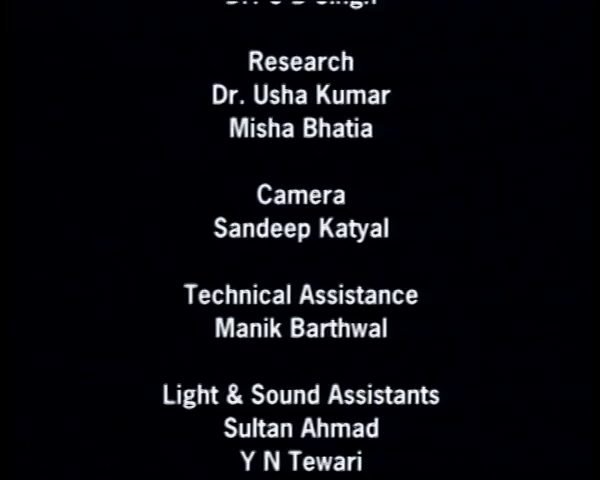 Research
Dr. Usha Kumar
Misha Bhatia
Camera
Sandeep Katyal
Technical Assistance
Manik Barthwal
Light & Sound Assistants
Sultan Ahmad
Y N Tewari